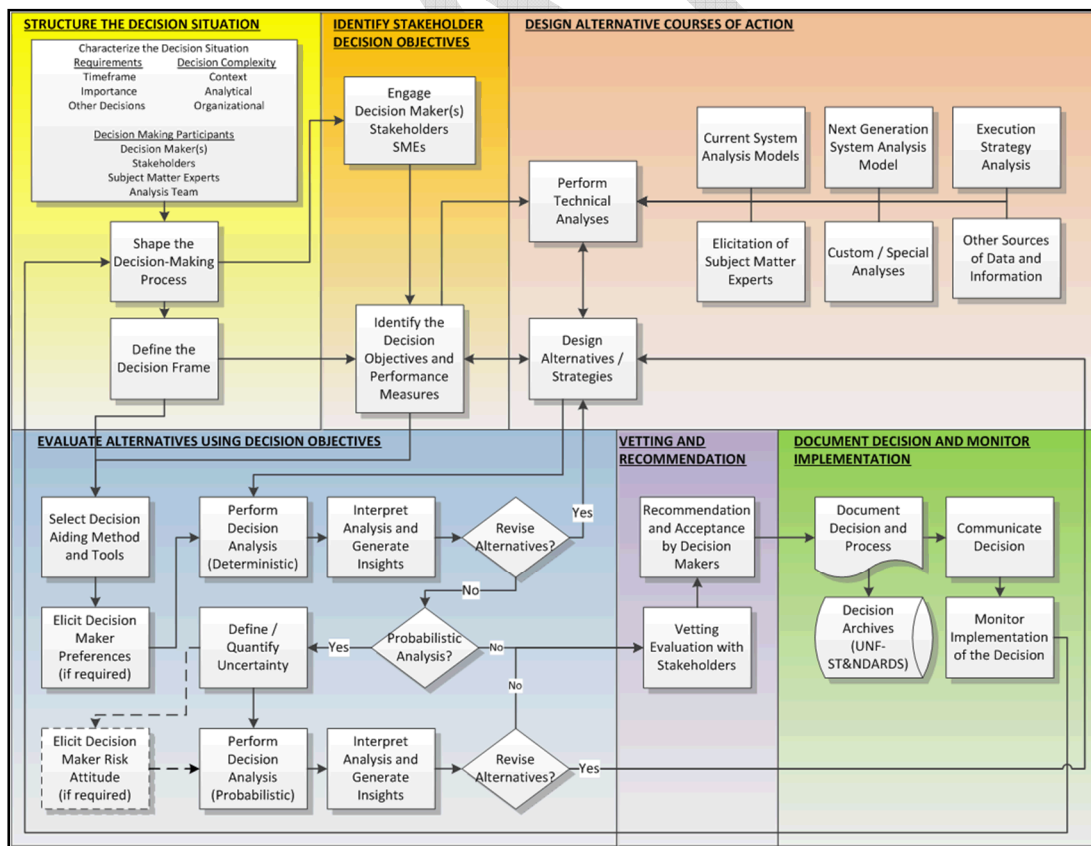 STRUCTURE THE DECISION SITUATION
Characterize the Decision Situation
Requirements
Timeframe
Importance
Other Decisions
Decision Complexity
Context
Analytical
Organizational
Decision Making Participants
Decision Maker(s)
Stakeholders
Subject Matter Experts
Analysis Team
Shape the
Decision-Making
Process
Define the
Decision Frame
IDENTIFY STAKEHOLDER
DECISION OBJECTIVES
Engage
Decision Maker(s)
Stakeholders
SMEs
Identify the
Decision
Objectives and
Performance
Measures
DESIGN ALTERNATIVE COURSES OF ACTION
Perform
Technical
Analyses
Design
Alternatives /
Strategies
Current System
Analysis Models
Next Generation
System Analysis
Model
Execution
Strategy
Analysis
Elicitation of
Subject Matter
Experts
Custom / Special
Analyses
Other Sources
of Data and
Information
EVALUATE ALTERNATIVES USING DECISION OBJECTIVES
Select Decision
Aiding Method
and Tools
Perform
Decision
Analysis
(Deterministic)
Interpret
Analysis and
Generate
Insights
Revise
Alternatives?
Yes
No
Elicit Decision
Maker
Preferences
(if required)
Define /
Quantify
Uncertainty
Yes
Probabilistic
Analysis?
No
No
Elicit Decision
Maker Risk
Attitude
(if required)
Perform
Decision
Analysis
(Probabilistic)
Interpret
Analysis and
Generate
Insights
Revise
Alternatives?
Yes
VETTING AND
RECOMMENDATION
Recommendation
and Acceptance
by Decision
Makers
Vetting
Evaluation with
Stakeholders
DOCUMENT DECISION AND MONITOR
IMPLEMENTATION
Document
Decision and
Process
Communicate
Decision
Decision
Archives
(UNF-
ST&NDARDS)
Monitor
Implementation
of the Decision